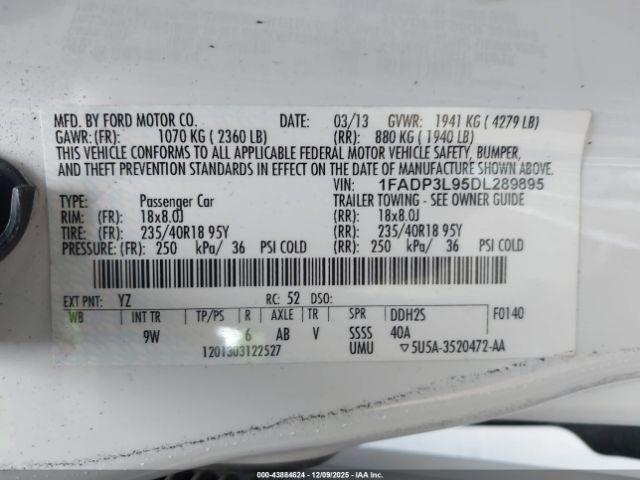 MFD. BY FORD MOTOR CO. DATE: 03/13 GVWR: 1941 KG ( 4279 LB)
GAWR: (FR): 1070 KG ( 2360 LB) (RR): 880 KG ( 1940 LB)
THIS VEHICLE CONFORMS TO ALL APPLICABLE FEDERAL MOTOR VEHICLE SAFETY, BUMPER,
AND THEFT PREVENTION STANDARDS IN EFFECT ON THE DATE OF MANUFACTURE SHOWN ABOVE.
VIN: 1FADP3L95DL289895
TYPE: Passenger Car TRAILER TOWING - SEE OWNER GUIDE
RIM: (FR): 18x8.0J (RR): 18x8.0J
TIRE: (FR): 235/40R18 95Y (RR): 235/40R18 95Y
PRESSURE: (FR): 250 kPa/ 36 PSI COLD (RR): 250 kPa/ 36 PSI COLD
EXT PNT: YZ RC: 52 DSO:
WB INT TR TP/PS R AXLE TR SPR DDH2S F0140
9W 6 AB V SSSS 40A
1201303122527 UMU ▽5U5A-3520472-AA
000-43884624 | 12/09/2025 - IAA